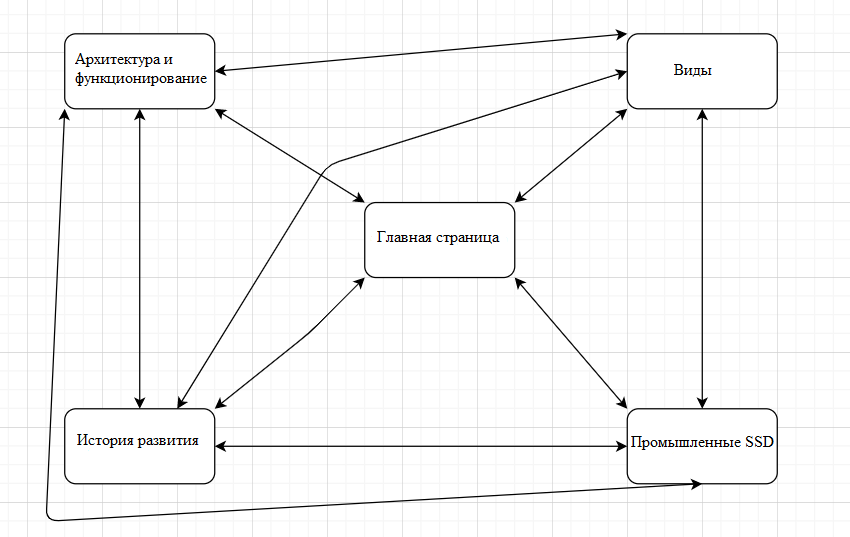 Архитектура и
функционирование
Виды
Главная страница
История развития
Промышленные SSD